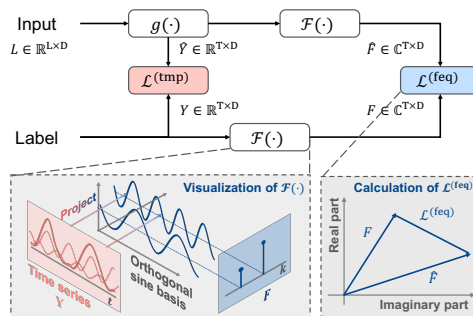 Input
g(·)
ℱ(·)
L ∈ ℝ^{L×D}
Ŷ ∈ ℝ^{T×D}
F̂ ∈ ℂ^{T×D}
ℒ^{(tmp)}
ℒ^{(feq)}
Y ∈ ℝ^{T×D}
F ∈ ℂ^{T×D}
Label
ℱ(·)
Visualization of ℱ(·)
Project
Orthogonal
sine basis
Time series
Y
t
k
F
Calculation of ℒ^{(feq)}
Real part
F
ℒ^{(feq)}
F̂
Imaginary part